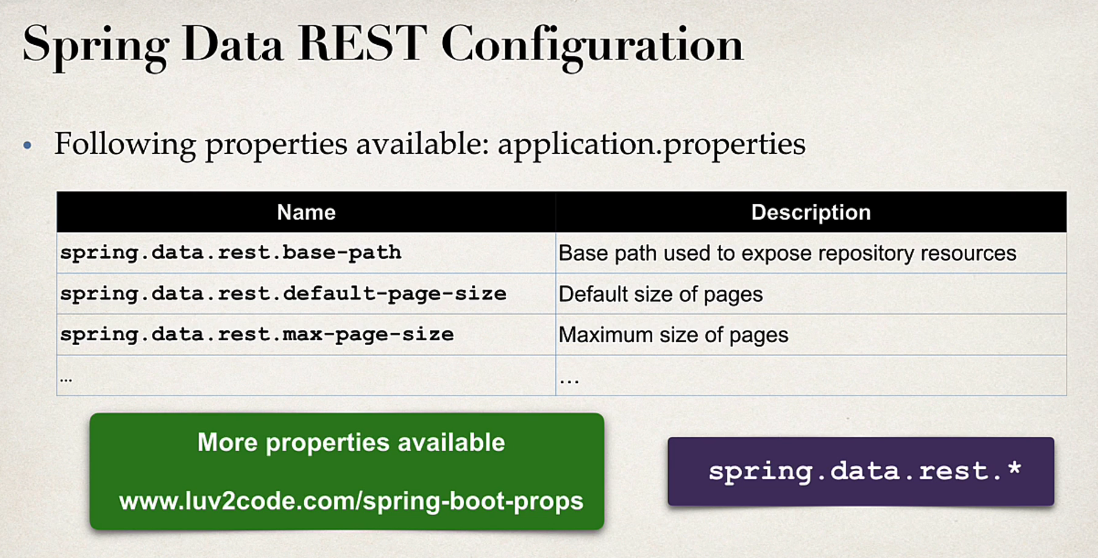 Spring Data REST Configuration
• Following properties available: application.properties
Name Description
spring.data.rest.base-path Base path used to expose repository resources
spring.data.rest.default-page-size Default size of pages
spring.data.rest.max-page-size Maximum size of pages
... ...
More properties available
www.luv2code.com/spring-boot-props
spring.data.rest.*